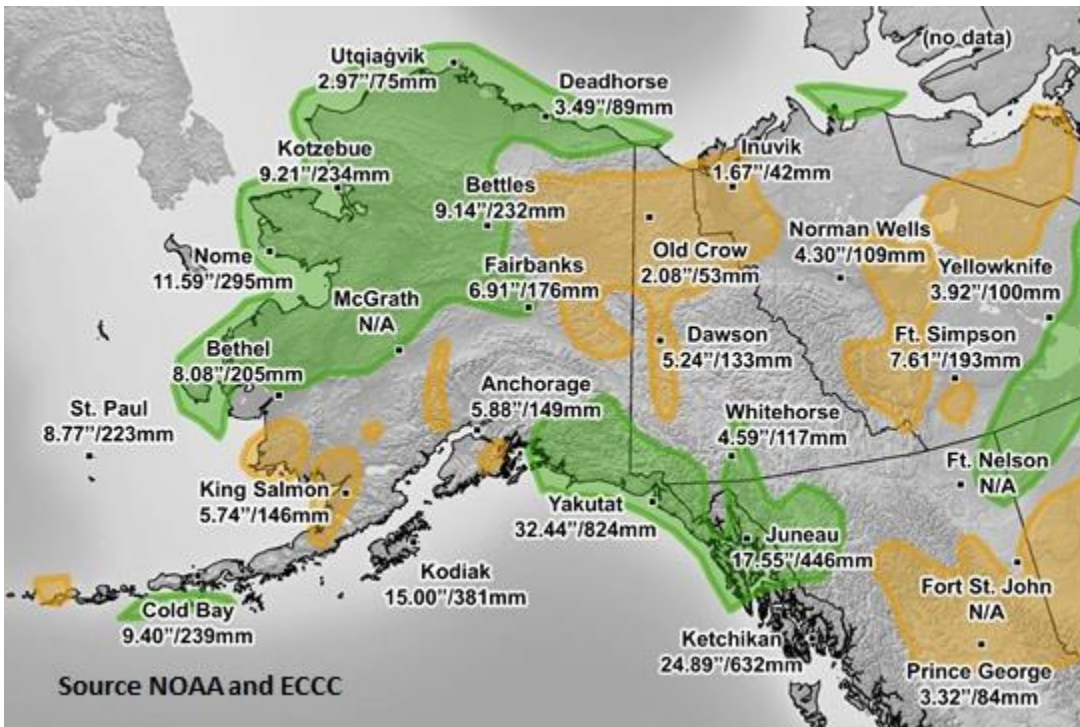 (no data)
Utqiaġvik
2.97”/75mm
Deadhorse
3.49”/89mm
Kotzebue
9.21”/234mm
Inuvik
1.67”/42mm
Bettles
9.14”/232mm
Norman Wells
4.30”/109mm
Old Crow
2.08”/53mm
Nome
11.59”/295mm
Fairbanks
6.91”/176mm
Yellowknife
3.92”/100mm
McGrath
N/A
Dawson
5.24”/133mm
Ft. Simpson
7.61”/193mm
Bethel
8.08”/205mm
Anchorage
5.88”/149mm
St. Paul
8.77”/223mm
Whitehorse
4.59”/117mm
Ft. Nelson
N/A
King Salmon
5.74”/146mm
Yakutat
32.44”/824mm
Juneau
17.55”/446mm
Kodiak
15.00”/381mm
Fort St. John
N/A
Cold Bay
9.40”/239mm
Ketchikan
24.89”/632mm
Prince George
3.32”/84mm
Source NOAA and ECCC